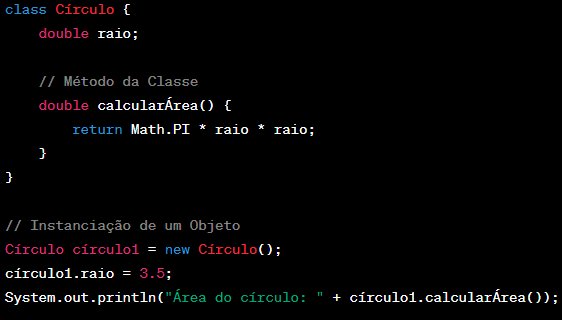 class Círculo {
    double raio;

    // Método da Classe
    double calcularÁrea() {
        return Math.PI * raio * raio;
    }
}

// Instanciação de um Objeto
Círculo círculo1 = new Círculo();
círculo1.raio = 3.5;
System.out.println("Área do círculo: " + círculo1.calcularÁrea());